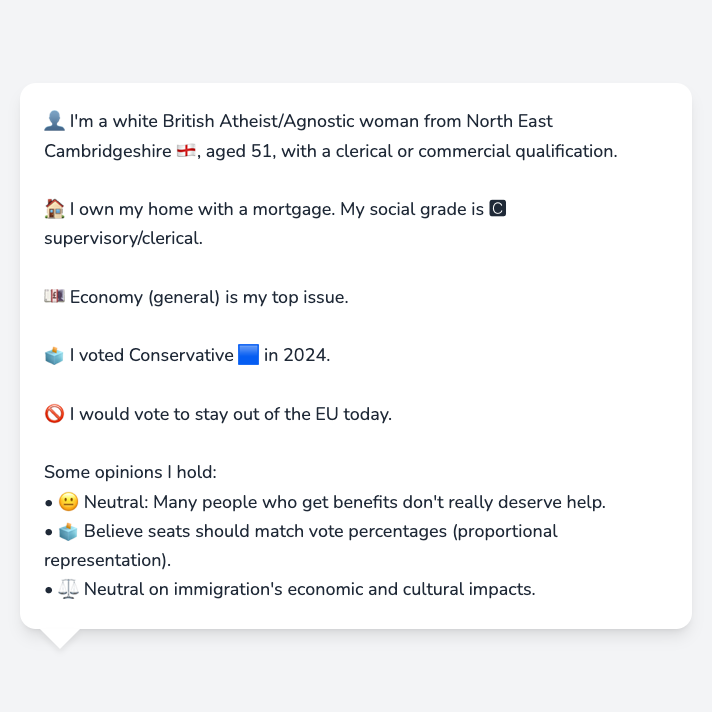 👤 I'm a white British Atheist/Agnostic woman from North East
Cambridgeshire 🏴󠁧󠁢󠁥󠁮󠁧󠁿, aged 51, with a clerical or commercial qualification.
🏠 I own my home with a mortgage. My social grade is 🅲
supervisory/clerical.
💷 Economy (general) is my top issue.
🗳️ I voted Conservative 🟦 in 2024.
🚫 I would vote to stay out of the EU today.
Some opinions I hold:
• 😐 Neutral: Many people who get benefits don't really deserve help.
• 🗳️ Believe seats should match vote percentages (proportional
representation).
• ⚖️ Neutral on immigration's economic and cultural impacts.